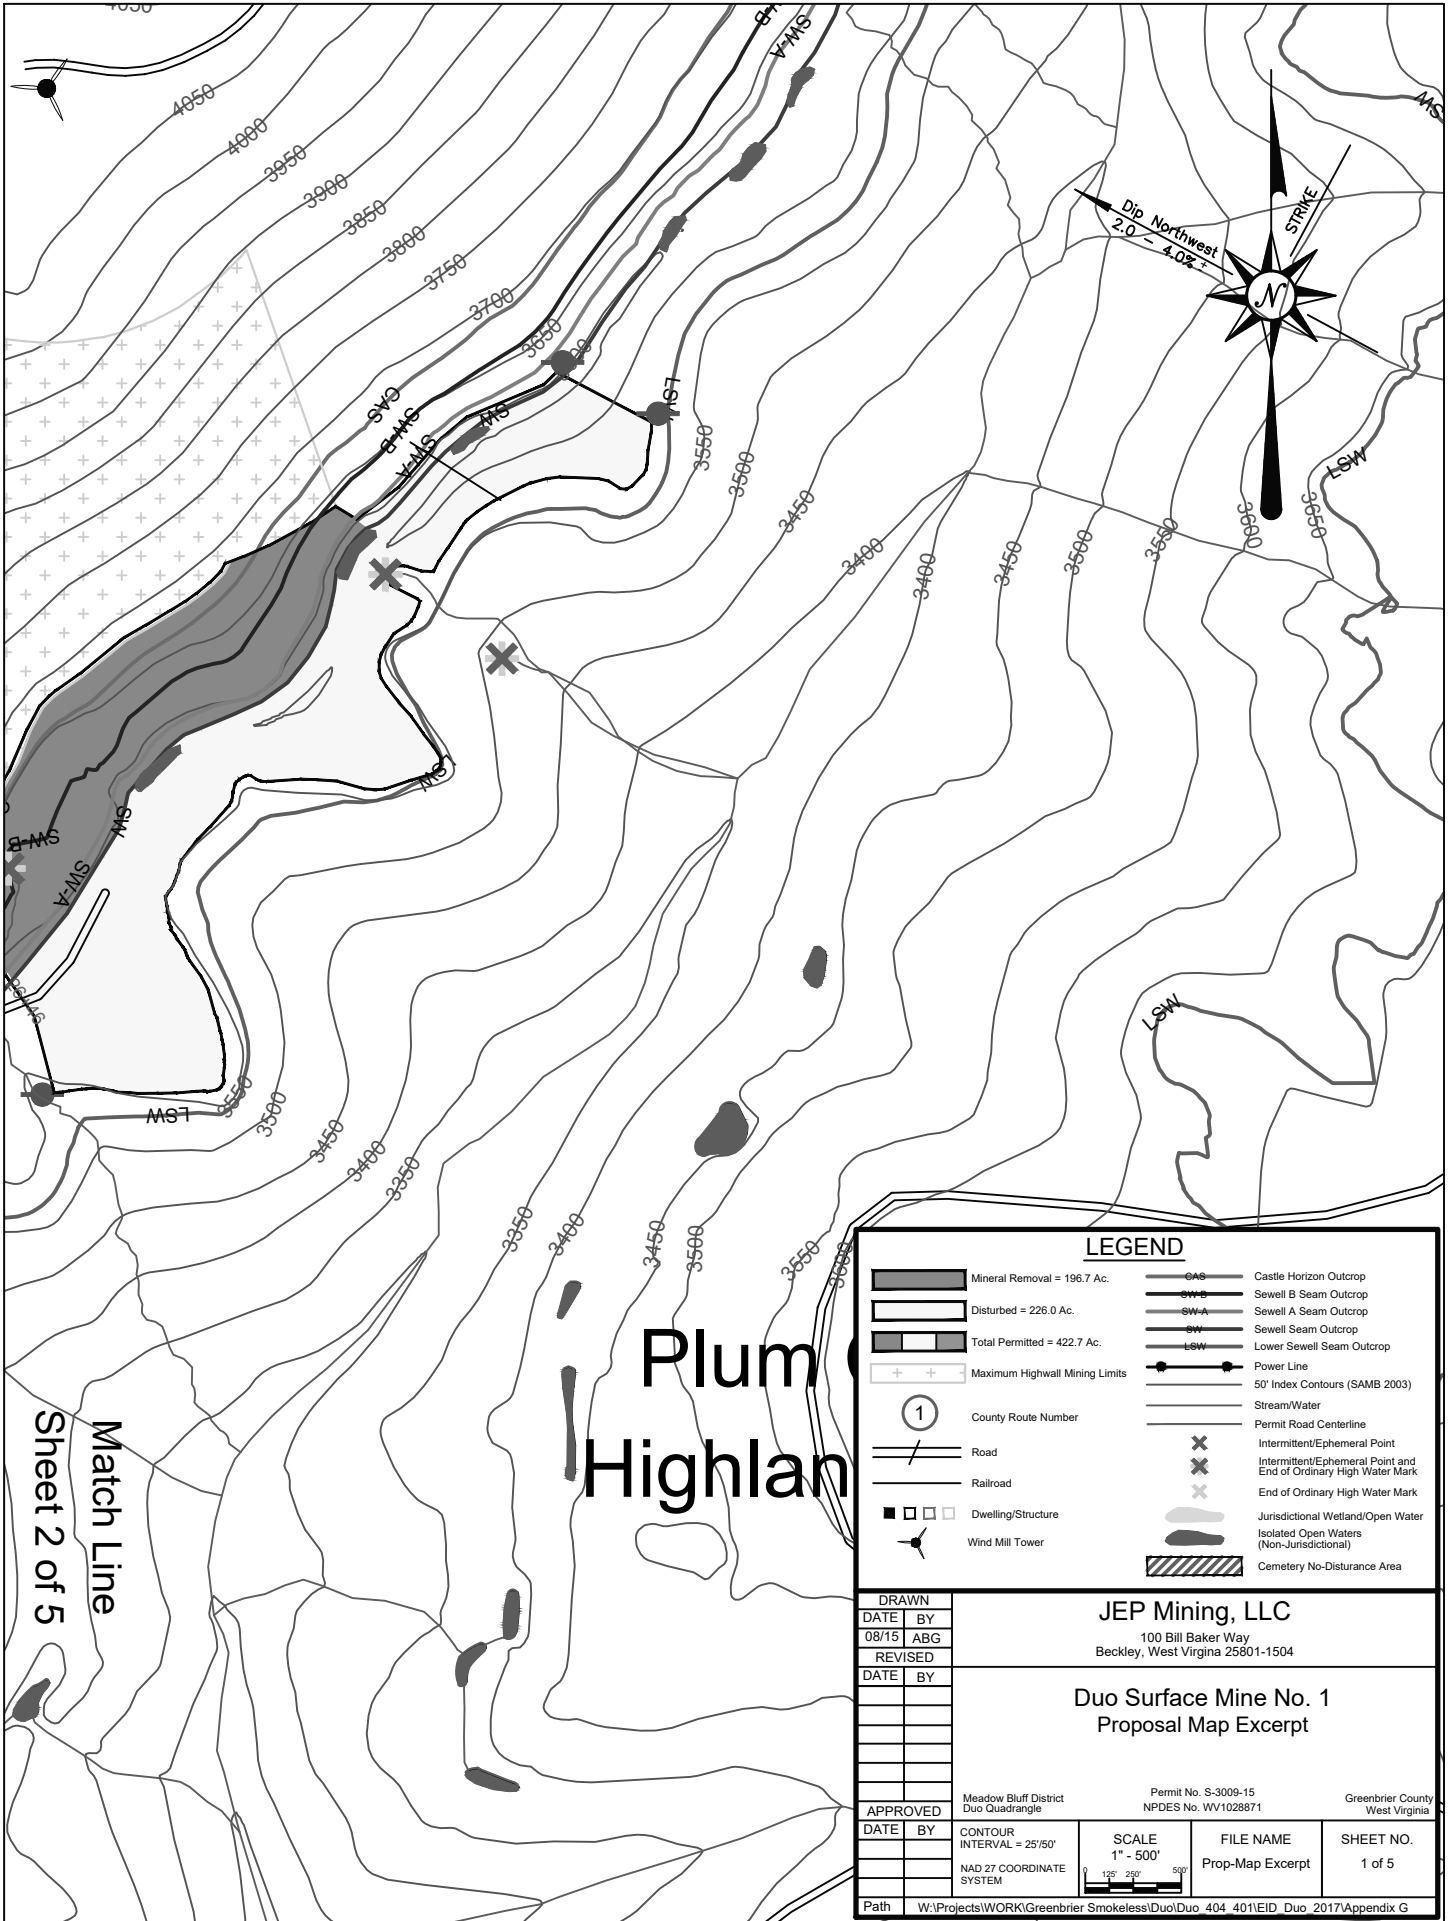 4050
4050
4000
3950
3900
3850
3800
3750
3700
3650
SW-A
SW
Dip Northwest
2.0 - 4.0% +
STRIKE
N
CAS
SW-B
SW-A
SW
3550
3500
3450
3400
3400
3450
3500
3550
3600
3650
LSW
SW-B
SW
SW-A
LSW
3550
3500
3450
3400
3350
3350
3400
3450
3500
3550
3600
LSW
Plum
Highlan
Match Line
Sheet 2 of 5
LEGEND
Mineral Removal = 196.7 Ac.
Disturbed = 226.0 Ac.
Total Permitted = 422.7 Ac.
Maximum Highwall Mining Limits
1
County Route Number
Road
Railroad
Dwelling/Structure
Wind Mill Tower
CAS Castle Horizon Outcrop
SW-B Sewell B Seam Outcrop
SW-A Sewell A Seam Outcrop
SW Sewell Seam Outcrop
LSW Lower Sewell Seam Outcrop
Power Line
50' Index Contours (SAMB 2003)
Stream/Water
Permit Road Centerline
Intermittent/Ephemeral Point
Intermittent/Ephemeral Point and
End of Ordinary High Water Mark
End of Ordinary High Water Mark
Jurisdictional Wetland/Open Water
Isolated Open Waters
(Non-Jurisdictional)
Cemetery No-Disturance Area
DRAWN
DATE BY
08/15 ABG
REVISED
DATE BY
APPROVED
DATE BY
JEP Mining, LLC
100 Bill Baker Way
Beckley, West Virgina 25801-1504
Duo Surface Mine No. 1
Proposal Map Excerpt
Meadow Bluff District
Duo Quadrangle
Permit No. S-3009-15
NPDES No. WV1028871
Greenbrier County
West Virginia
CONTOUR
INTERVAL = 25'/50'
NAD 27 COORDINATE
SYSTEM
SCALE
1" - 500'
0 125' 250' 500'
FILE NAME
Prop-Map Excerpt
SHEET NO.
1 of 5
Path W:\Projects\WORK\Greenbrier Smokeless\Duo\Duo_404_401\EID_Duo_2017\Appendix G